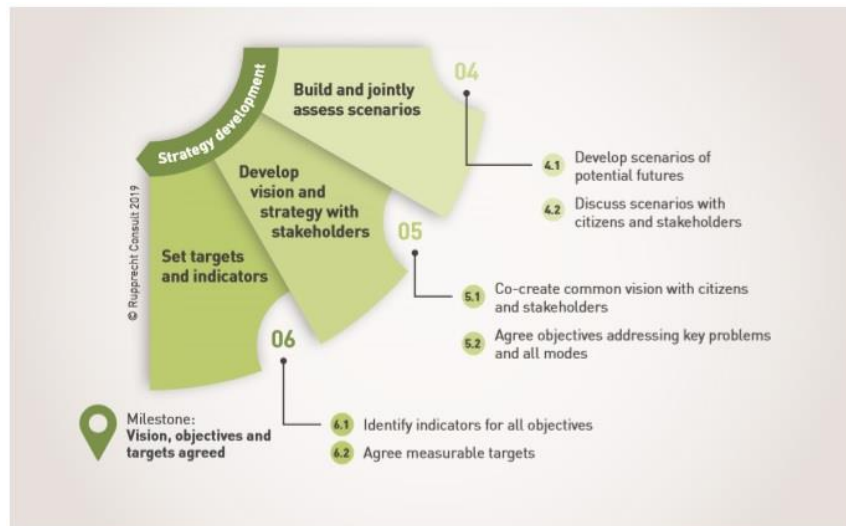 Strategy development
Build and jointly
assess scenarios
04
4.1 Develop scenarios of
potential futures
4.2 Discuss scenarios with
citizens and stakeholders
Develop
vision and
strategy with
stakeholders
05
5.1 Co-create common vision with citizens
and stakeholders
5.2 Agree objectives addressing key problems
and all modes
Set targets
and indicators
06
6.1 Identify indicators for all objectives
6.2 Agree measurable targets
Milestone:
Vision, objectives and
targets agreed
© Rupprecht Consult 2019